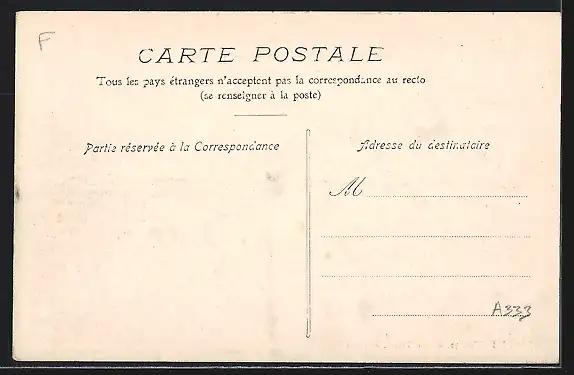 F
CARTE POSTALE
Tous les pays étrangers n'acceptent pas la correspondance au recto
(se renseigner à la poste)
Partie réservée à la Correspondance
Adresse du destinataire
M
A333